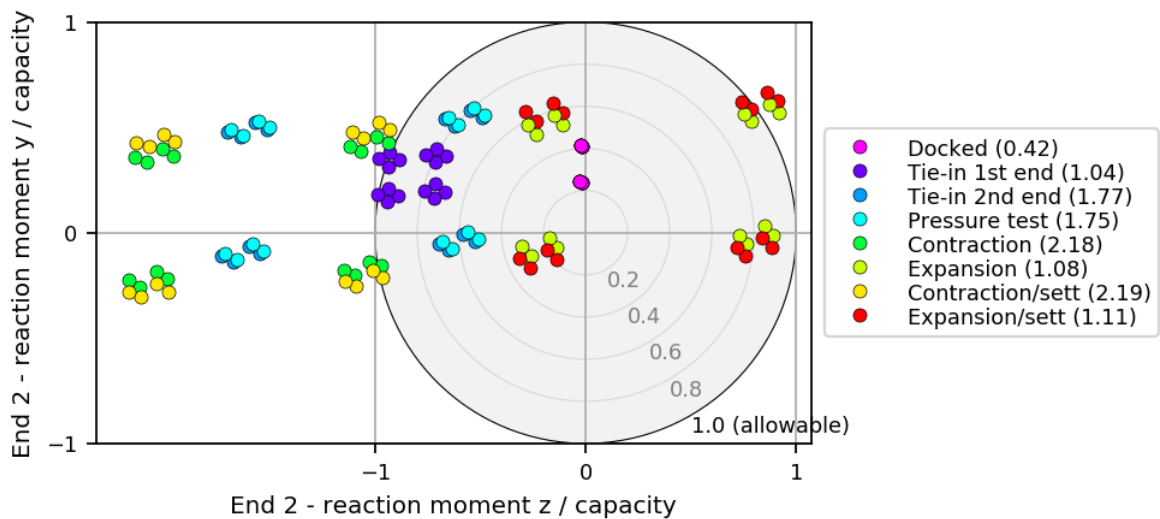 1
0
−1
−1
0
1
End 2 - reaction moment y / capacity
End 2 - reaction moment z / capacity
0.2
0.4
0.6
0.8
1.0 (allowable)
Docked (0.42)
Tie-in 1st end (1.04)
Tie-in 2nd end (1.77)
Pressure test (1.75)
Contraction (2.18)
Expansion (1.08)
Contraction/sett (2.19)
Expansion/sett (1.11)